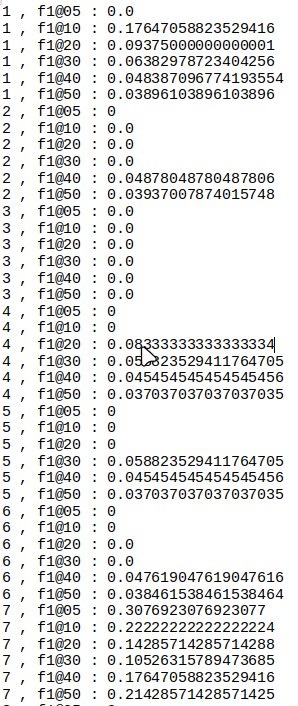 1 , f1@05 : 0.0
1 , f1@10 : 0.17647058823529416
1 , f1@20 : 0.09375000000000001
1 , f1@30 : 0.06382978723404256
1 , f1@40 : 0.048387096774193554
1 , f1@50 : 0.03896103896103896
2 , f1@05 : 0
2 , f1@10 : 0.0
2 , f1@20 : 0.0
2 , f1@30 : 0.0
2 , f1@40 : 0.04878048780487806
2 , f1@50 : 0.03937007874015748
3 , f1@05 : 0.0
3 , f1@10 : 0.0
3 , f1@20 : 0.0
3 , f1@30 : 0.0
3 , f1@40 : 0.0
3 , f1@50 : 0.0
4 , f1@05 : 0
4 , f1@10 : 0
4 , f1@20 : 0.08333333333333334
4 , f1@30 :
4 , f1@40 : 0.045454545454545456
4 , f1@50 : 0.037037037037037035
5 , f1@05 : 0
5 , f1@10 : 0
5 , f1@20 : 0
5 , f1@30 : 0.058823529411764705
5 , f1@40 : 0.045454545454545456
5 , f1@50 : 0.037037037037037035
6 , f1@05 : 0
6 , f1@10 : 0
6 , f1@20 : 0.0
6 , f1@30 : 0.0
6 , f1@40 : 0.047619047619047616
6 , f1@50 : 0.038461538461538464
7 , f1@05 : 0.3076923076923077
7 , f1@10 : 0.22222222222222224
7 , f1@20 : 0.14285714285714288
7 , f1@30 : 0.10526315789473685
7 , f1@40 : 0.17647058823529416
7 , f1@50 : 0.21428571428571425